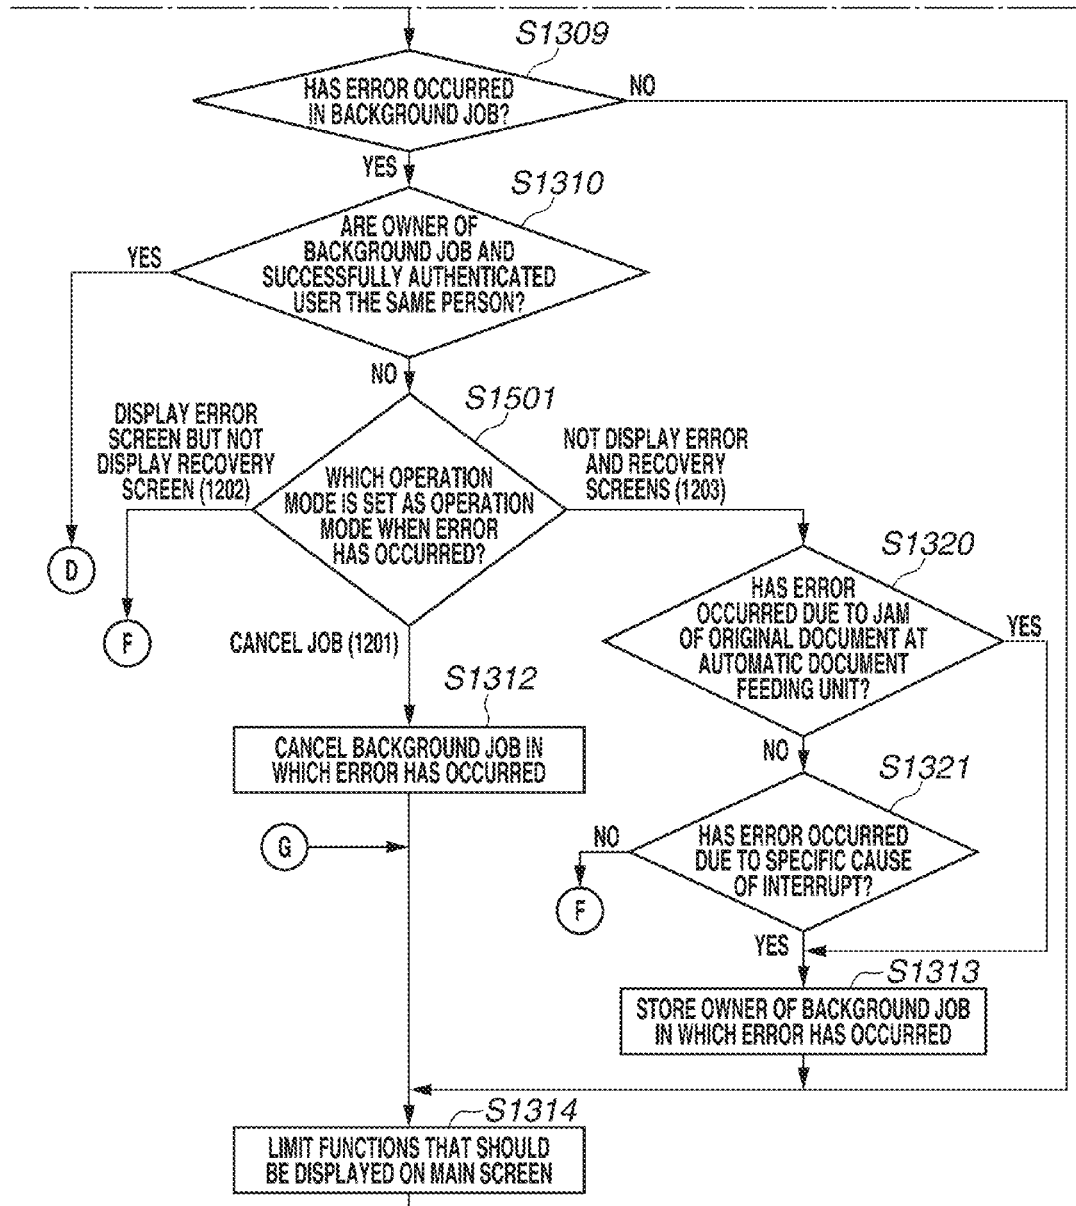 S1309
HAS ERROR OCCURRED
IN BACKGROUND JOB?
NO
YES
S1310
ARE OWNER OF
BACKGROUND JOB AND
SUCCESSFULLY AUTHENTICATED
USER THE SAME PERSON?
YES
NO
S1501
DISPLAY ERROR
SCREEN BUT NOT
DISPLAY RECOVERY
SCREEN (1202)
WHICH OPERATION
MODE IS SET AS OPERATION
MODE WHEN ERROR
HAS OCCURRED?
NOT DISPLAY ERROR
AND RECOVERY
SCREENS (1203)
D
F
CANCEL JOB (1201)
S1320
HAS ERROR
OCCURRED DUE TO JAM
OF ORIGINAL DOCUMENT AT
AUTOMATIC DOCUMENT
FEEDING UNIT?
YES
NO
S1312
CANCEL BACKGROUND JOB IN
WHICH ERROR HAS OCCURRED
G
S1321
HAS ERROR OCCURRED
DUE TO SPECIFIC CAUSE
OF INTERRUPT?
NO
F
YES
S1313
STORE OWNER OF BACKGROUND JOB
IN WHICH ERROR HAS OCCURRED
S1314
LIMIT FUNCTIONS THAT SHOULD
BE DISPLAYED ON MAIN SCREEN